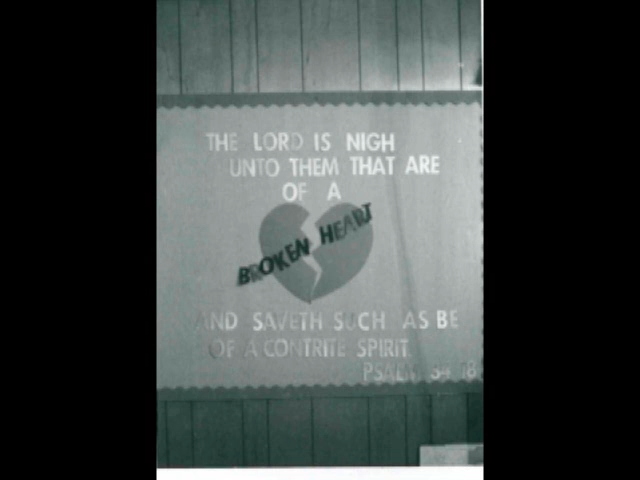 THE LORD IS NIGH
UNTO THEM THAT ARE
OF A
BROKEN HEART
AND SAVETH SUCH AS BE
OF A CONTRITE SPIRIT.
PSALM 34:18